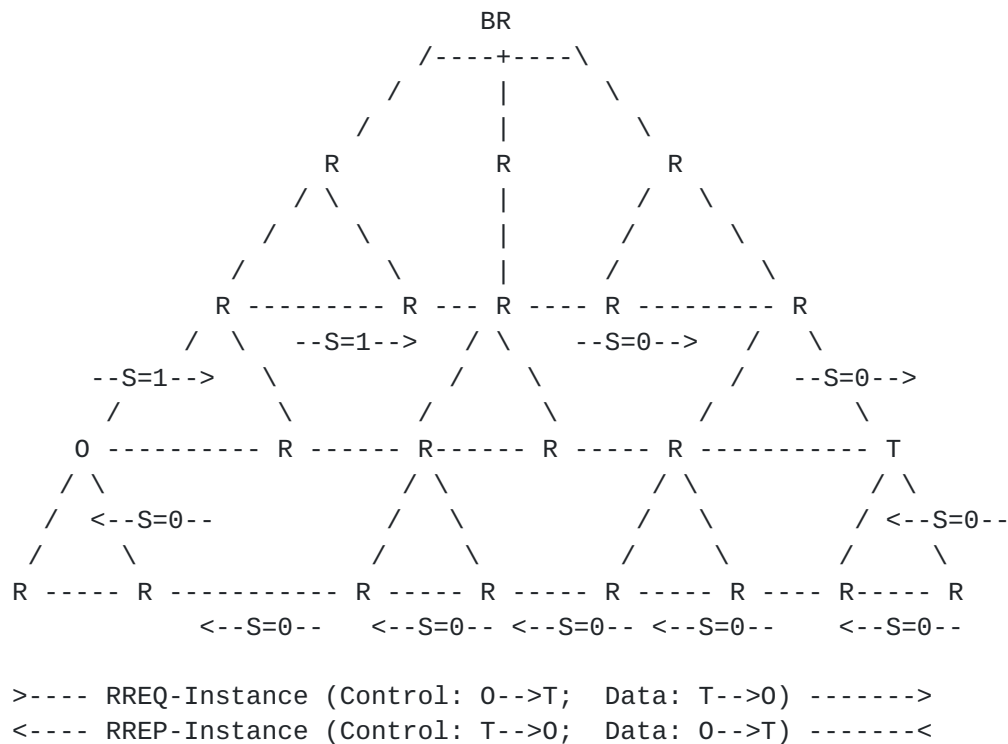 BR
/----+----\
/ | \
/ | \
R R R
/ \ | / \
/ \ | / \
/ \ | / \
R --------- R --- R ---- R --------- R
/ \ --S=1--> / \ --S=0--> / \
--S=1--> \ / \ / --S=0-->
/ \ / \ / \
O ---------- R ------ R------ R ----- R ----------- T
/ \ / \ / \ / \
/ <--S=0-- / \ / \ / <--S=0--
/ \ / \ / \ / \
R ----- R ----------- R ----- R ----- R ----- R ---- R----- R
<--S=0-- <--S=0-- <--S=0-- <--S=0-- <--S=0--
>---- RREQ-Instance (Control: O-->T; Data: T-->O) ------->
<---- RREP-Instance (Control: T-->O; Data: O-->T) -------<